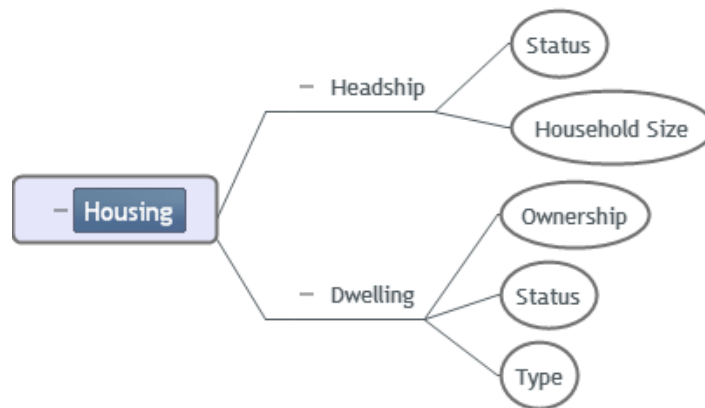 Status
Headship
Household Size
Housing
Ownership
Dwelling
Status
Type